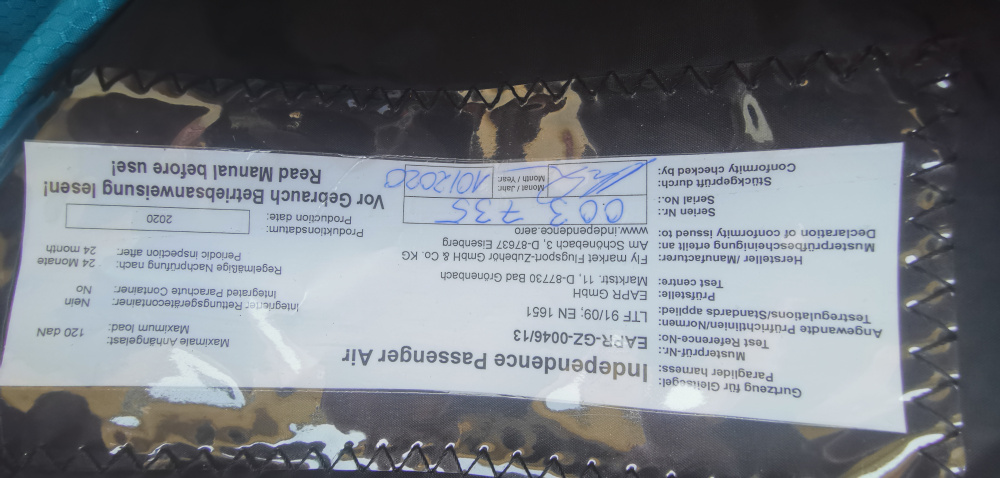 Gurtzeug für Gleitsegel:
Paraglider harness:
Independence Passenger Air
Musterprüf-Nr.:
Test Reference-No:
EAPR-GZ-0046/13
Angewandte Prüfrichtlinien/Normen:
Testregulations/Standards applied:
LTF 91/09; EN 1651
Prüfstelle:
Test centre:
EAPR GmbH
Marktstr. 11, D-87730 Bad Grönenbach
Hersteller /Manufacturer:
Musterprüfbescheinigung erteilt an:
Declaration of conformity issued to:
Fly market Flugsport-Zubehör GmbH & Co. KG
Am Schönebach 3, D-87637 Eisenberg
www.independence.aero
Serien Nr.:
Serial No.:
003735
Stückgeprüft durch:
Conformity checked by:
Monat / Jahr:
Month / Year:
10/2020
Maximale Anhängelast:
Maximum load:
120 daN
Integrierter Rettungsgerätecontainer:
Nein
Integrated Parachute Container:
No
Regelmäßige Nachprüfung nach:
24 Monate
Periodic inspection after:
24 month
Produktionsdatum:
Production date:
2020
Vor Gebrauch Betriebsanweisung lesen!
Read Manual before use!